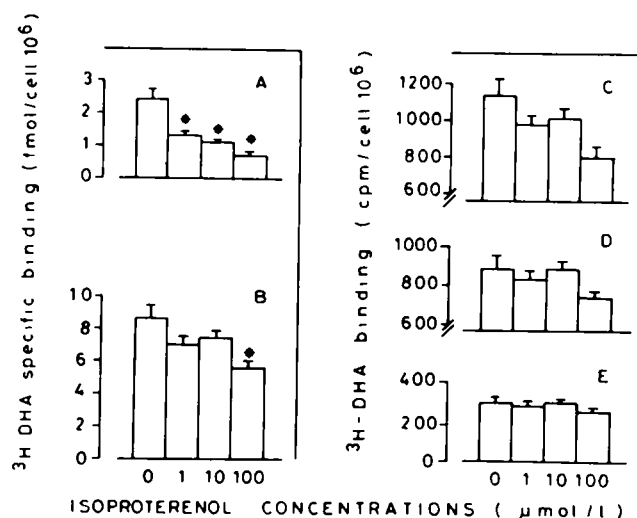 ³H DHA specific binding (fmol/cell 10⁶)
A
3
2
1
0
B
10
8
6
4
2
0
0 1 10 100
³H-DHA binding (cpm/cell 10⁶)
C
1200
1000
800
600
D
1000
800
600
E
400
200
0
0 1 10 100
ISOPROTERENOL CONCENTRATIONS ( µmol/l )